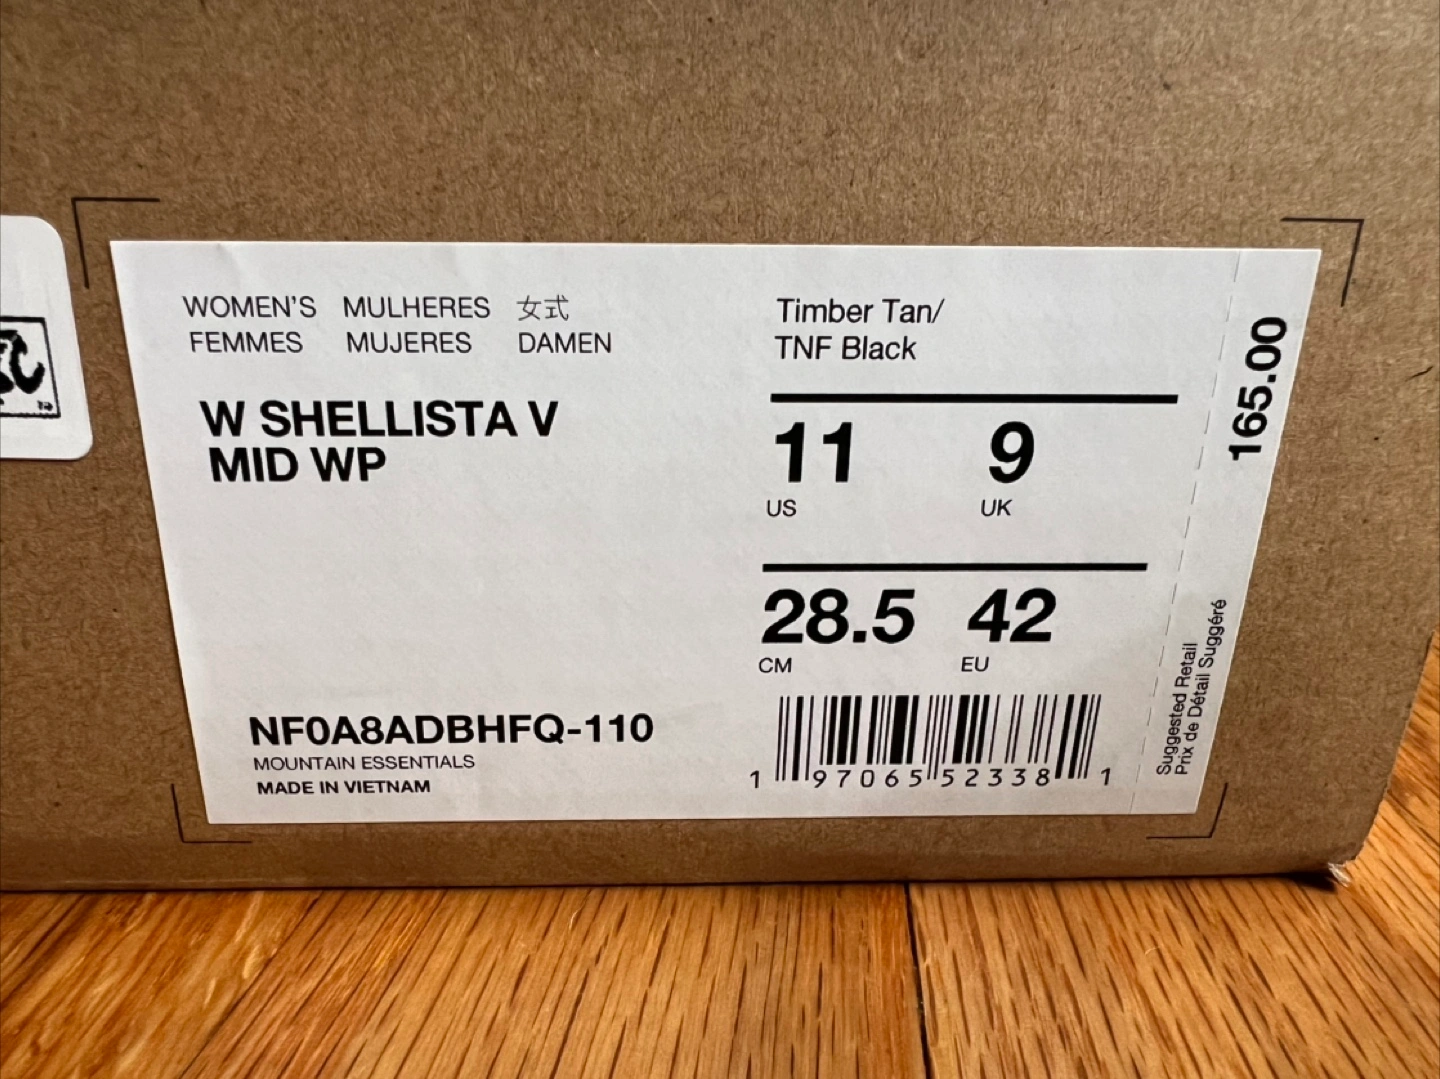 WOMEN'S MULHERES 女式
FEMMES MUJERES DAMEN
W SHELLISTA V
MID WP
NF0A8ADBHFQ-110
MOUNTAIN ESSENTIALS
MADE IN VIETNAM
Timber Tan/
TNF Black
11 9
US UK
28.5 42
CM EU
1 97065 52338 1
165.00
Suggested Retail
Prix de Détail Suggéré